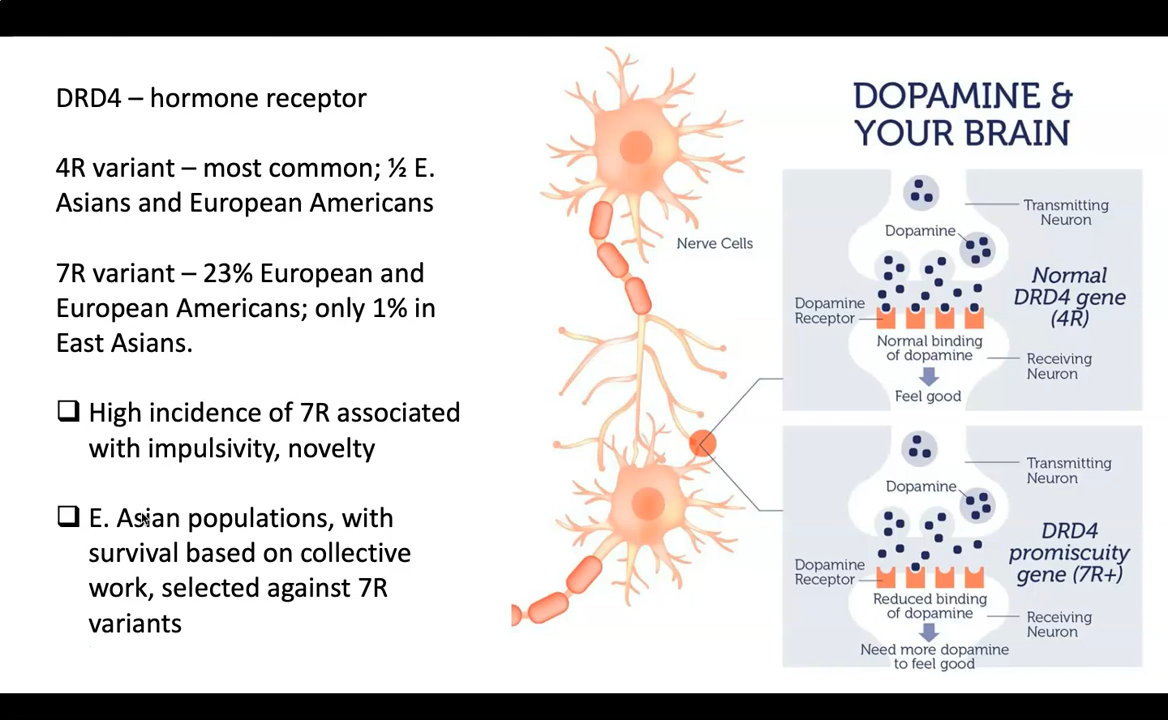 DRD4 – hormone receptor
4R variant – most common; ½ E.
Asians and European Americans
7R variant – 23% European and
European Americans; only 1% in
East Asians.
❑ High incidence of 7R associated
with impulsivity, novelty
❑ E. Asian populations, with
survival based on collective
work, selected against 7R
variants
Nerve Cells
DOPAMINE &
YOUR BRAIN
Transmitting
Neuron
Dopamine
Normal
DRD4 gene
(4R)
Dopamine
Receptor
Normal binding
of dopamine
Receiving
Neuron
Feel good
Transmitting
Neuron
Dopamine
DRD4
promiscuity
gene (7R+)
Dopamine
Receptor
Reduced binding
of dopamine
Receiving
Neuron
Need more dopamine
to feel good